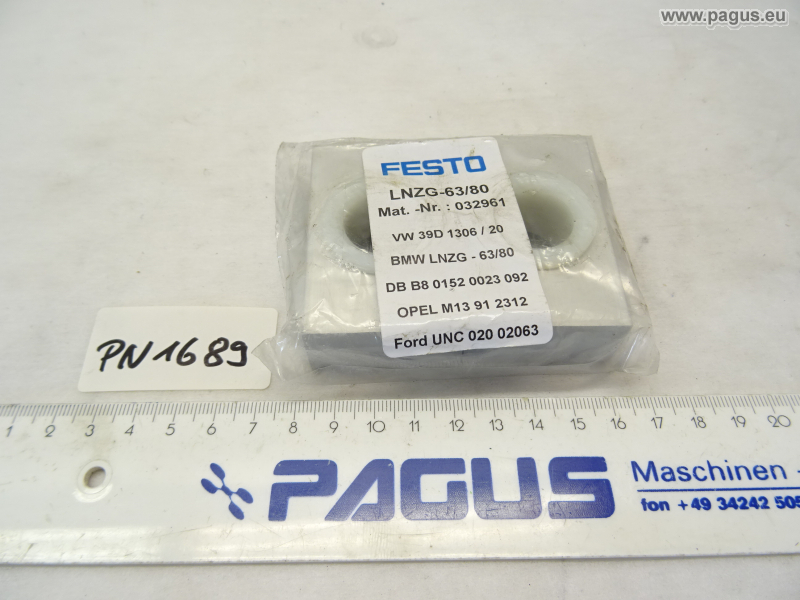 www.pagus.eu
FESTO
LNZG-63/80
Mat. -Nr. : 032961
VW 39D 1306 / 20
BMW LNZG - 63/80
DB B8 0152 0023 092
OPEL M13 91 2312
Ford UNC 020 02063
PN1689
1 2 3 4 5 6 7 8 9 10 11 12 13 14 15 16 17 18 19 20
PAGUS
Maschinen -
fon +49 34242 505